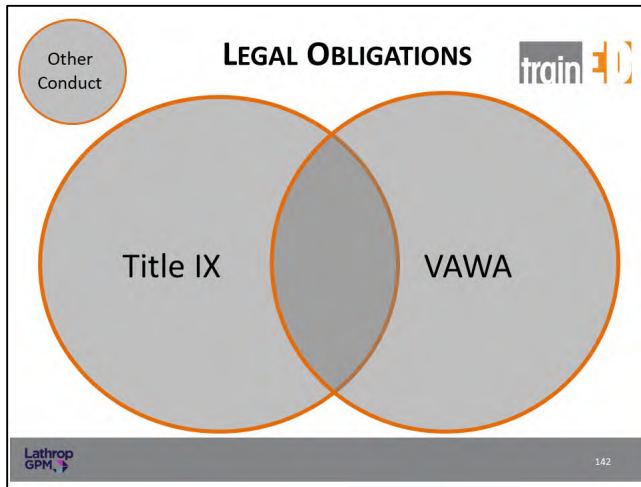 Other
Conduct
LEGAL OBLIGATIONS
trainED
Title IX
VAWA
Lathrop
GPM
142